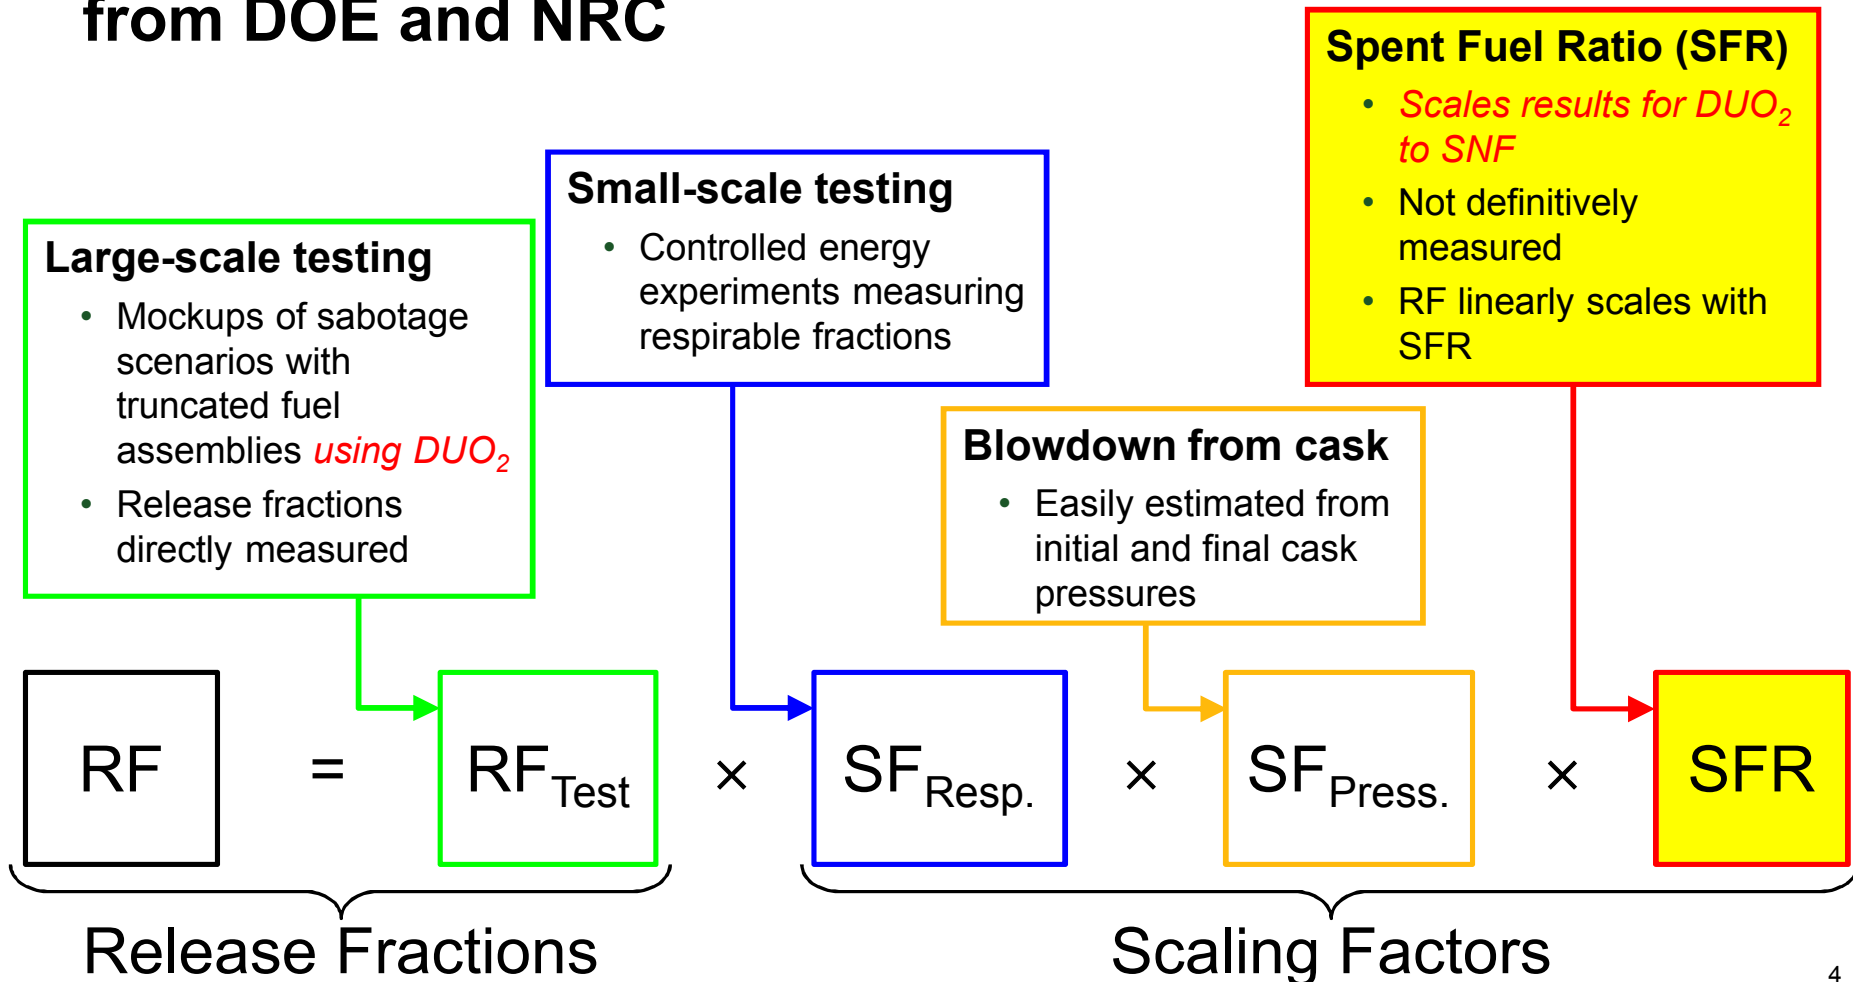 from DOE and NRC
Spent Fuel Ratio (SFR)
• Scales results for DUO₂
to SNF
• Not definitively
measured
• RF linearly scales with
SFR
Small-scale testing
• Controlled energy
experiments measuring
respirable fractions
Large-scale testing
• Mockups of sabotage
scenarios with
truncated fuel
assemblies using DUO₂
• Release fractions
directly measured
Blowdown from cask
• Easily estimated from
initial and final cask
pressures
RF = RF_Test × SF_Resp. × SF_Press. × SFR
Release Fractions
Scaling Factors
4